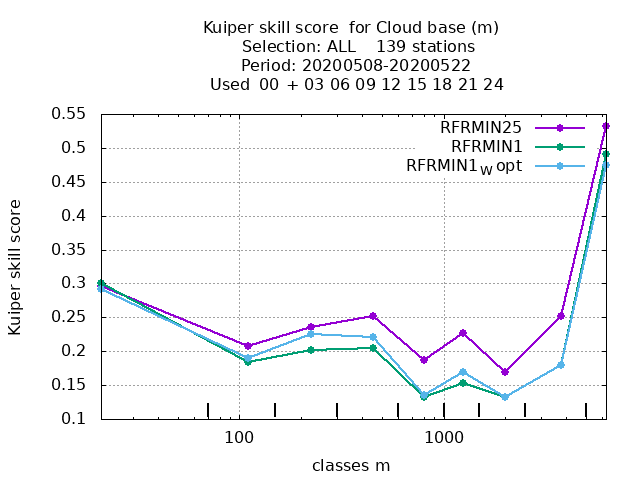 Kuiper skill score  for Cloud base (m)
Selection: ALL    139 stations
Period: 20200508-20200522
Used  00 + 03 06 09 12 15 18 21 24
0.55
0.5
0.45
0.4
0.35
0.3
0.25
0.2
0.15
0.1
Kuiper skill score
RFRMIN25
RFRMIN1
RFRMIN1W opt
100
1000
classes m